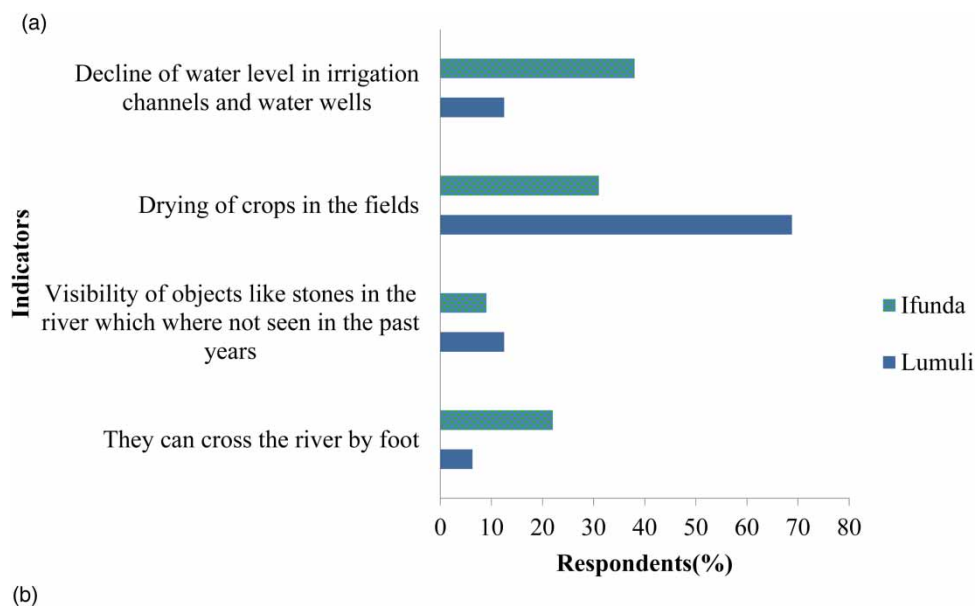 (a)
Decline of water level in irrigation
channels and water wells
Drying of crops in the fields
Visibility of objects like stones in the
river which where not seen in the past
years
They can cross the river by foot
Indicators
Ifunda
Lumuli
0 10 20 30 40 50 60 70 80
Respondents(%)
(b)